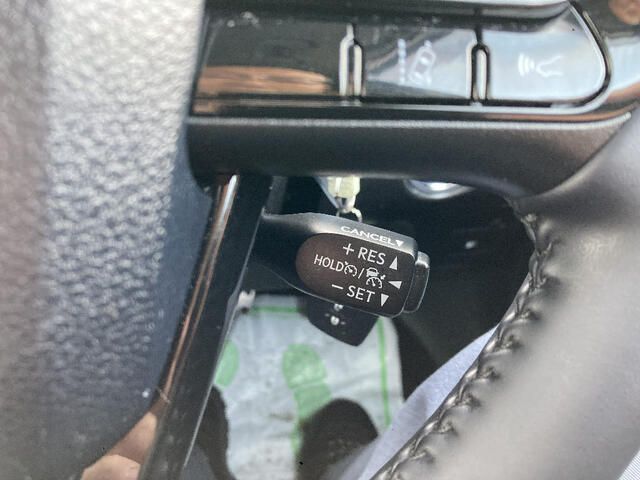 CANCEL▼
+ RES ▲
HOLD /
− SET ▼